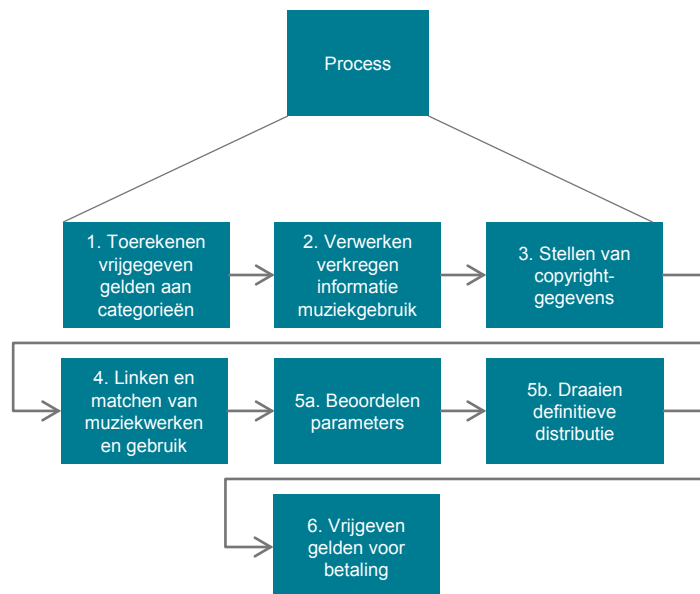 Process
1. Toerekenen
vrijgegeven
gelden aan
categorieën
2. Verwerken
verkregen
informatie
muziekgebruik
3. Stellen van
copyright-
gegevens
4. Linken en
matchen van
muziekwerken
en gebruik
5a. Beoordelen
parameters
5b. Draaien
definitieve
distributie
6. Vrijgeven
gelden voor
betaling